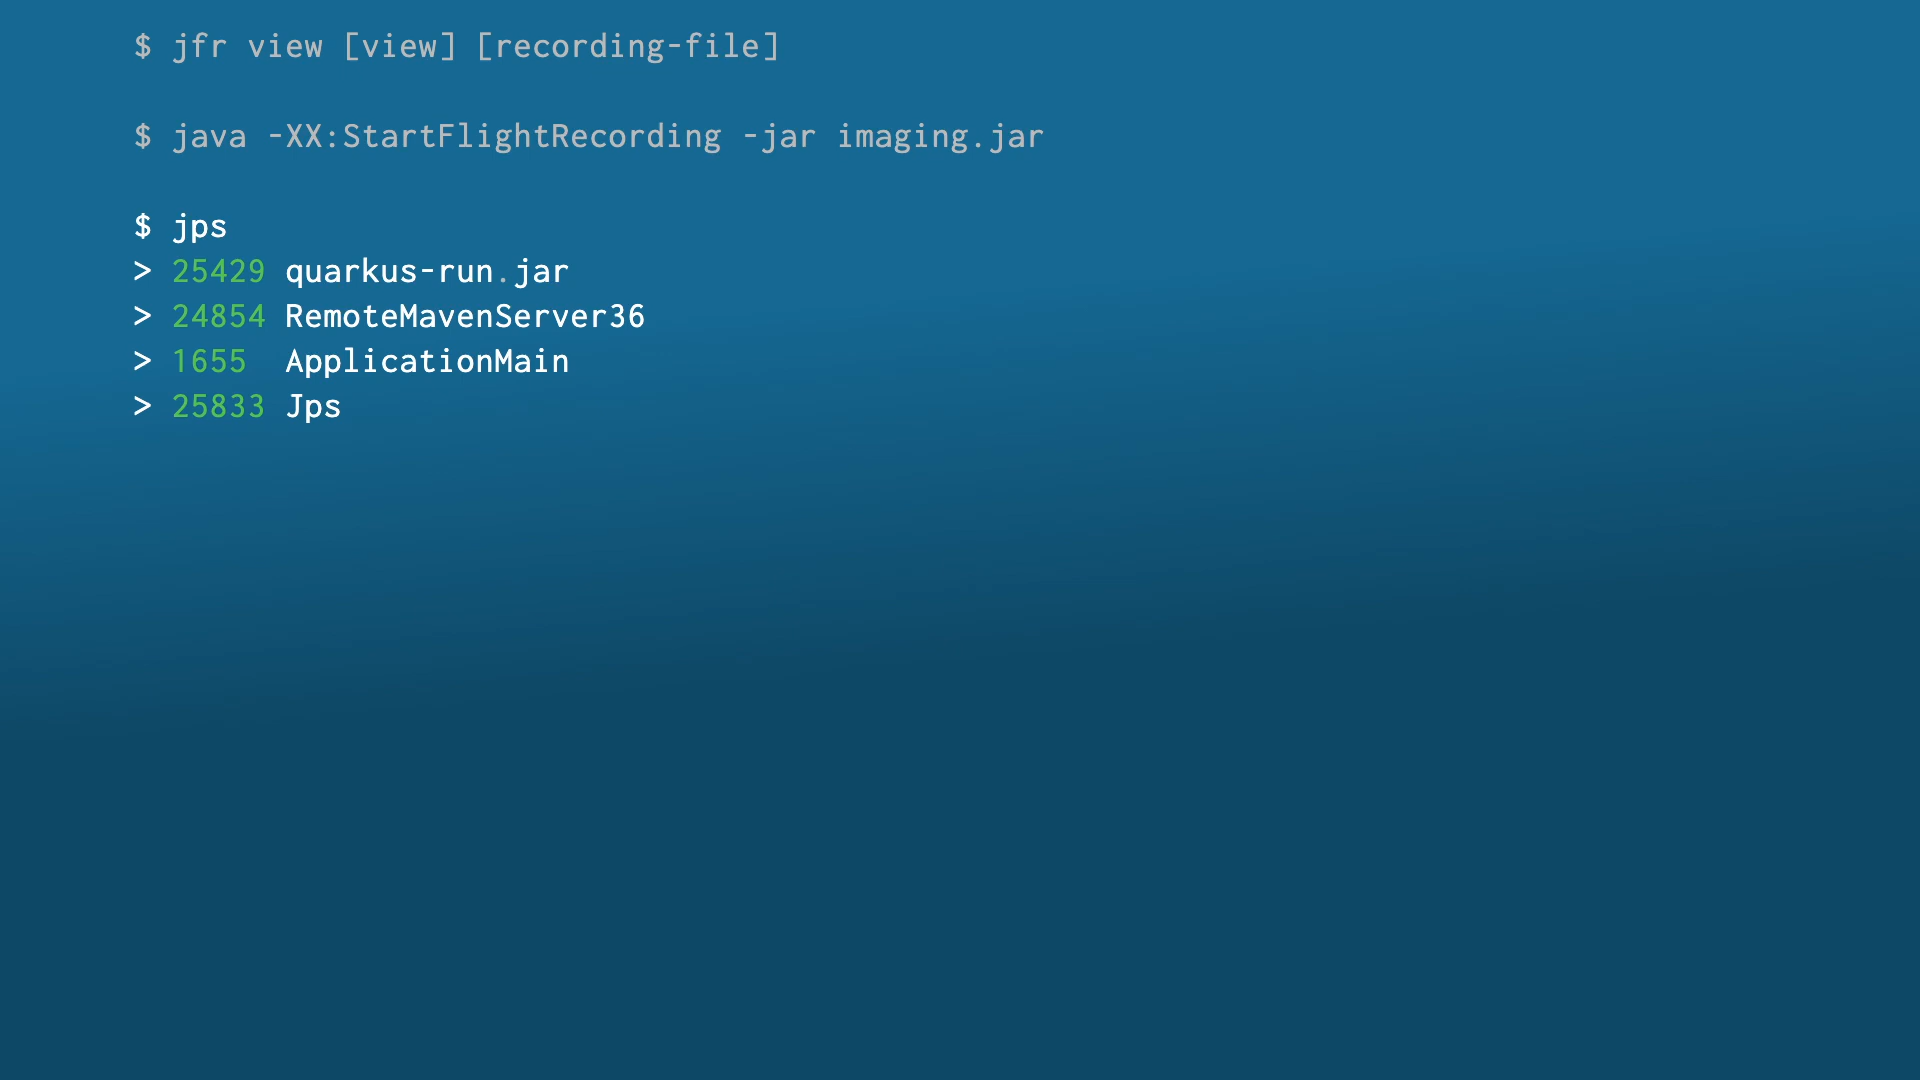 $ jfr view [view] [recording-file]
$ java -XX:StartFlightRecording -jar imaging.jar
$ jps
> 25429 quarkus-run.jar
> 24854 RemoteMavenServer36
> 1655  ApplicationMain
> 25833 Jps